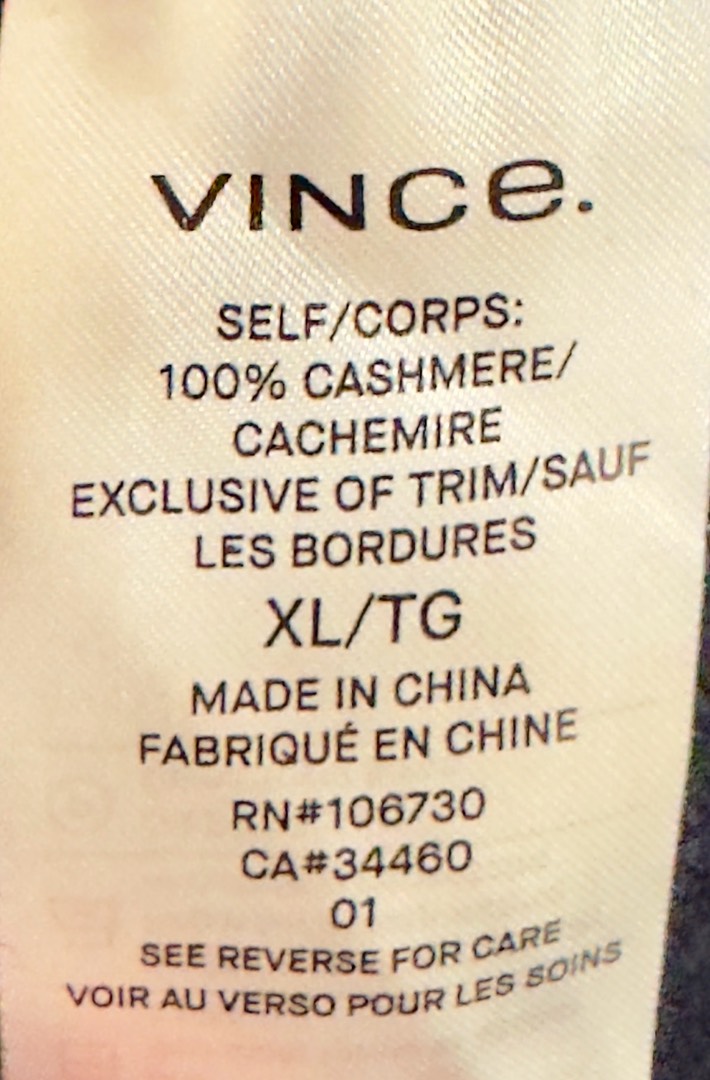 VINCE.
SELF/CORPS:
100% CASHMERE/
CACHEMIRE
EXCLUSIVE OF TRIM/SAUF
LES BORDURES
XL/TG
MADE IN CHINA
FABRIQUÉ EN CHINE
RN#106730
CA#34460
01
SEE REVERSE FOR CARE
VOIR AU VERSO POUR LES SOINS